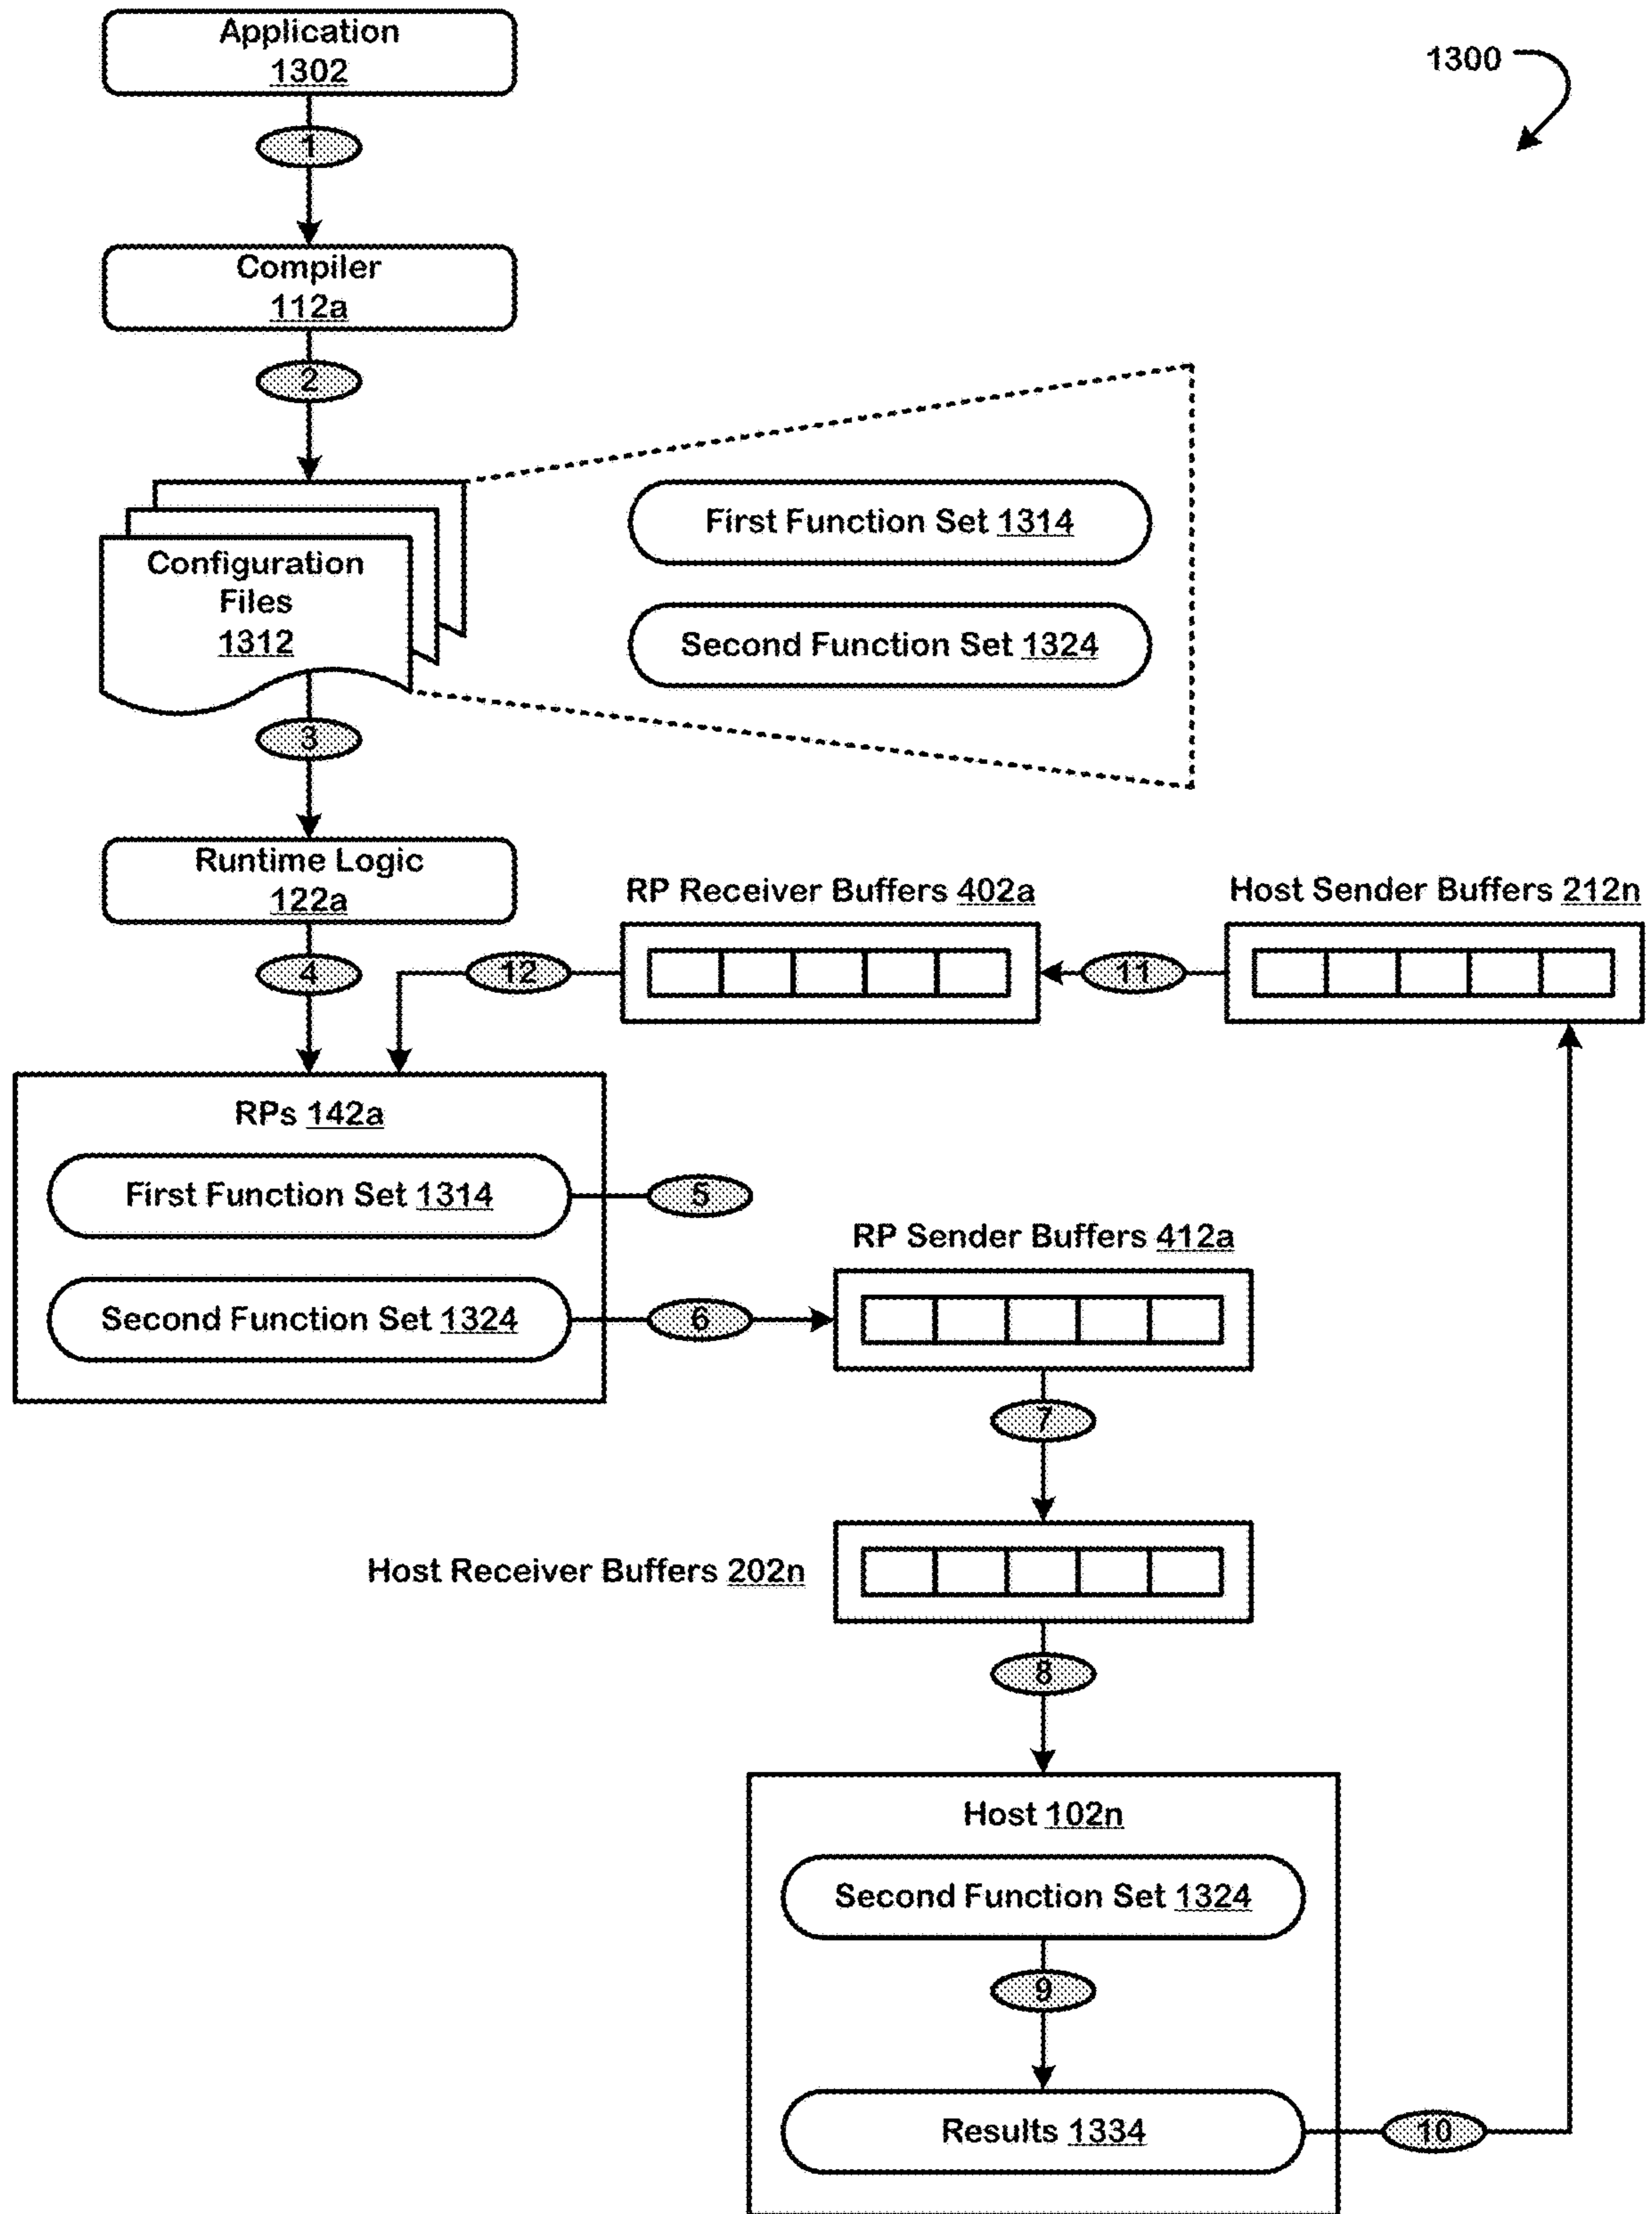 Application
1302
1300
1
Compiler
112a
2
First Function Set 1314
Configuration
Files
1312
Second Function Set 1324
3
Runtime Logic
122a
RP Receiver Buffers 402a
Host Sender Buffers 212n
4
12
11
RPs 142a
First Function Set 1314
5
RP Sender Buffers 412a
Second Function Set 1324
6
7
Host Receiver Buffers 202n
8
Host 102n
Second Function Set 1324
9
Results 1334
10